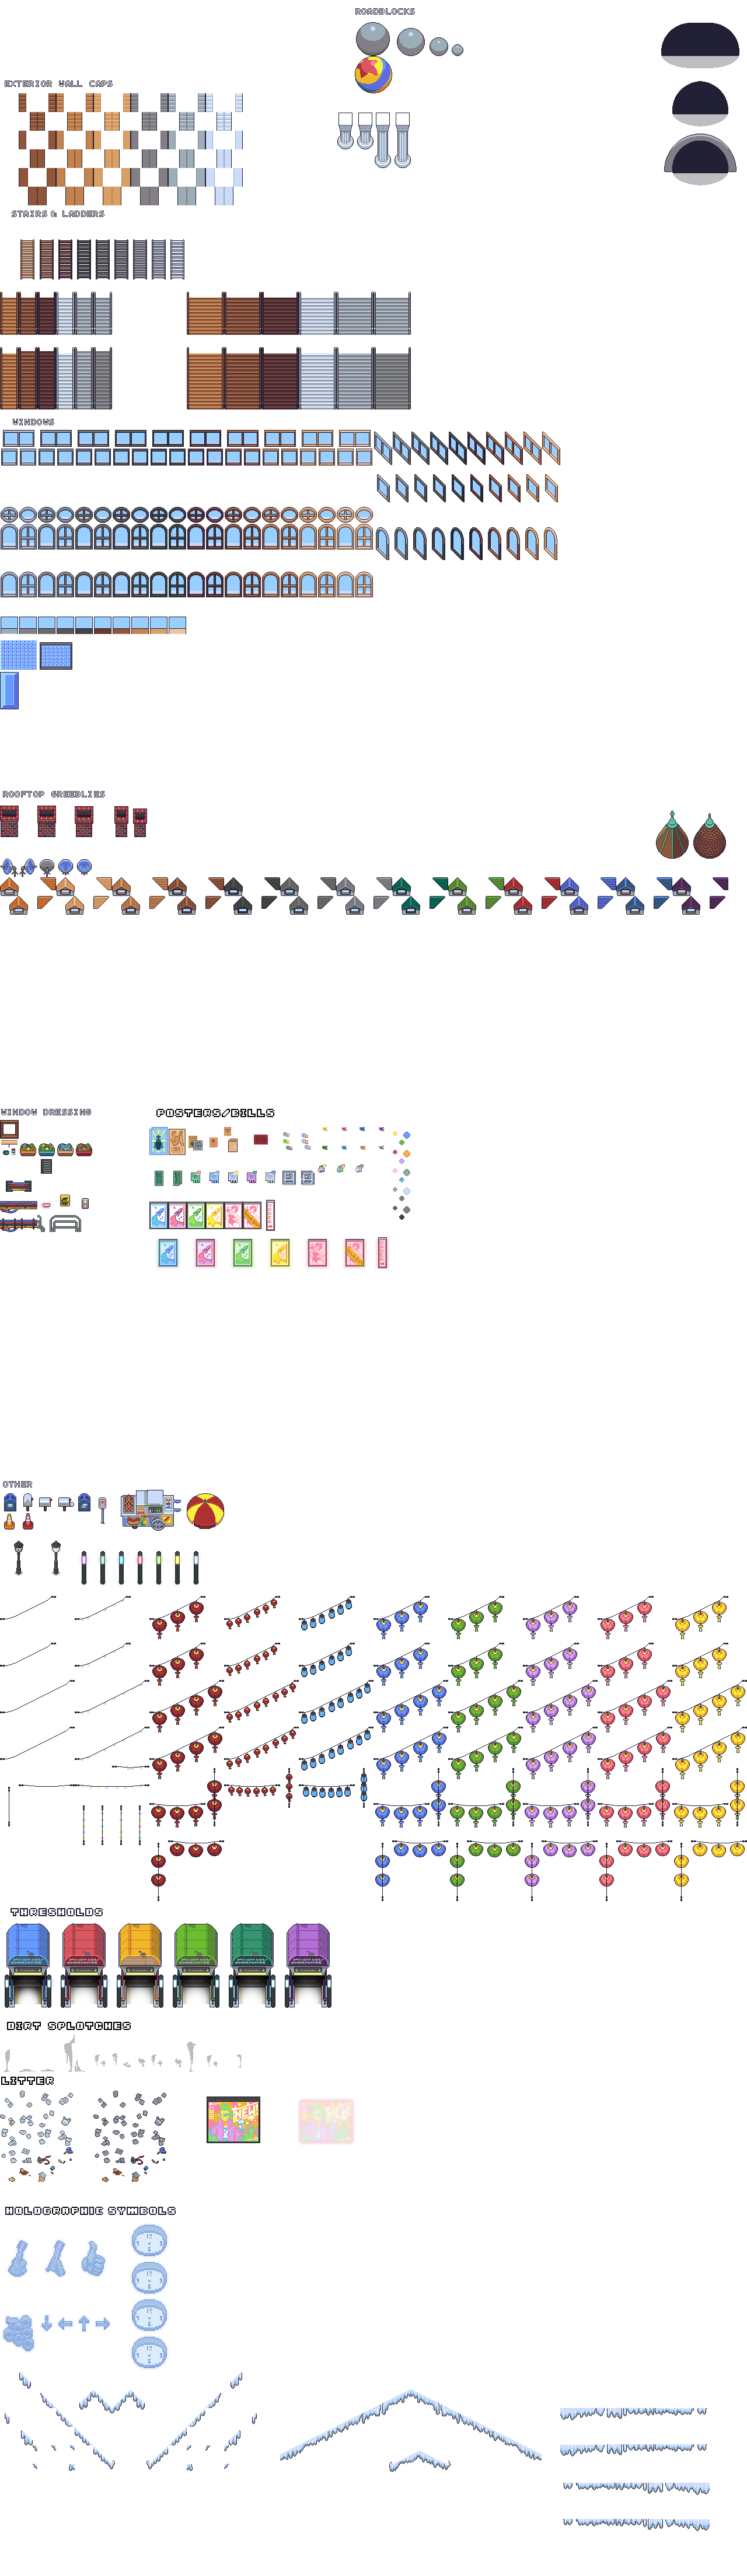 ROADBLOCKS
EXTERIOR WALL CAPS
STAIRS & LADDERS
WINDOWS
ROOFTOP GREEBLIES
WINDOW DRESSING
POSTERS/BILLS
OTHER
THRESHOLDS
DIRT SPLOTCHES
LITTER
NEW!
HOLOGRAPHIC SYMBOLS